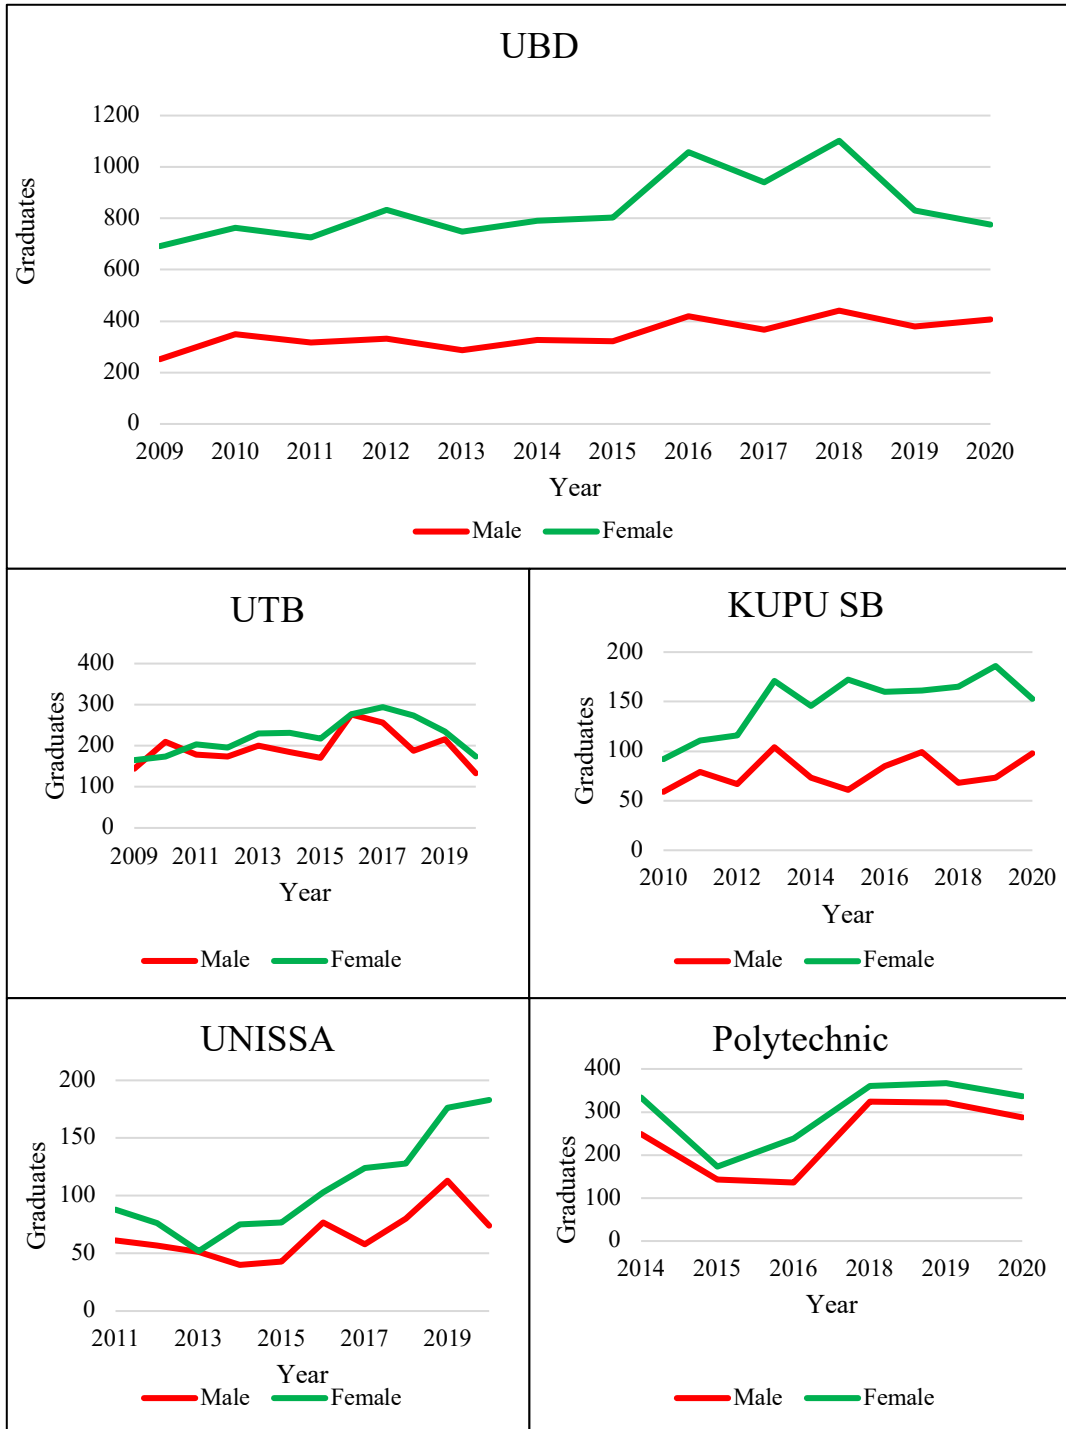 UBD
1200
1000
800
600
400
200
0
Graduates
2009 2010 2011 2012 2013 2014 2015 2016 2017 2018 2019 2020
Year
Male Female
UTB
400
300
200
100
0
Graduates
2009 2011 2013 2015 2017 2019
Year
Male Female
KUPU SB
200
150
100
50
0
Graduates
2010 2012 2014 2016 2018 2020
Year
Male Female
UNISSA
200
150
100
50
0
Graduates
2011 2013 2015 2017 2019
Year
Male Female
Polytechnic
400
300
200
100
0
Graduates
2014 2015 2016 2018 2019 2020
Year
Male Female